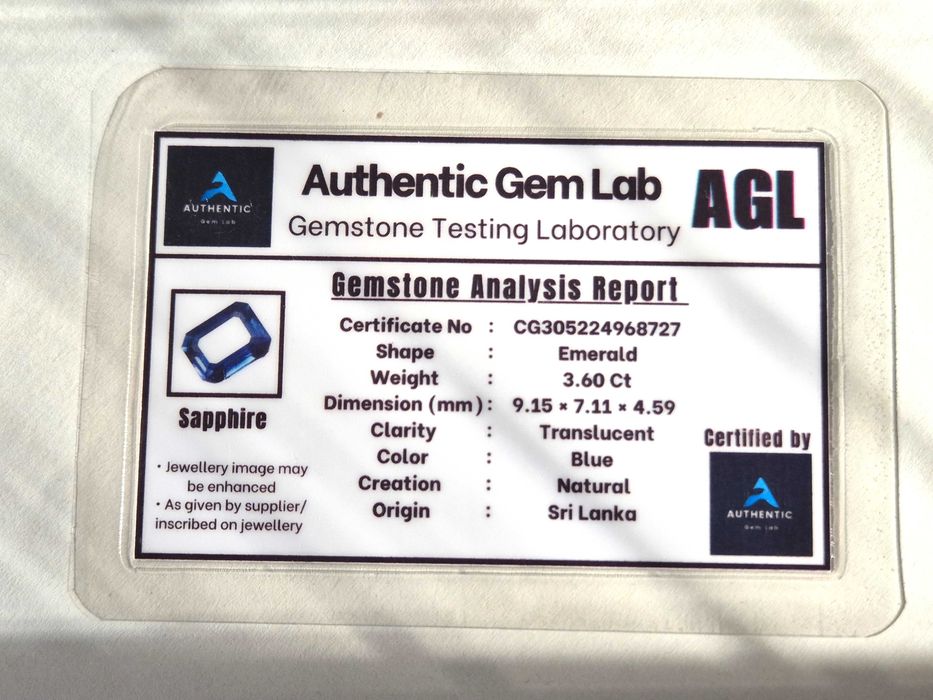 AUTHENTIC
Gem Lab
Authentic Gem Lab
Gemstone Testing Laboratory
AGL
Gemstone Analysis Report
Certificate No : CG305224968727
Shape : Emerald
Weight : 3.60 Ct
Dimension (mm) : 9.15 × 7.11 × 4.59
Clarity : Translucent
Color : Blue
Creation : Natural
Origin : Sri Lanka
Sapphire
• Jewellery image may
be enhanced
• As given by supplier/
inscribed on jewellery
Certified by
AUTHENTIC
Gem Lab